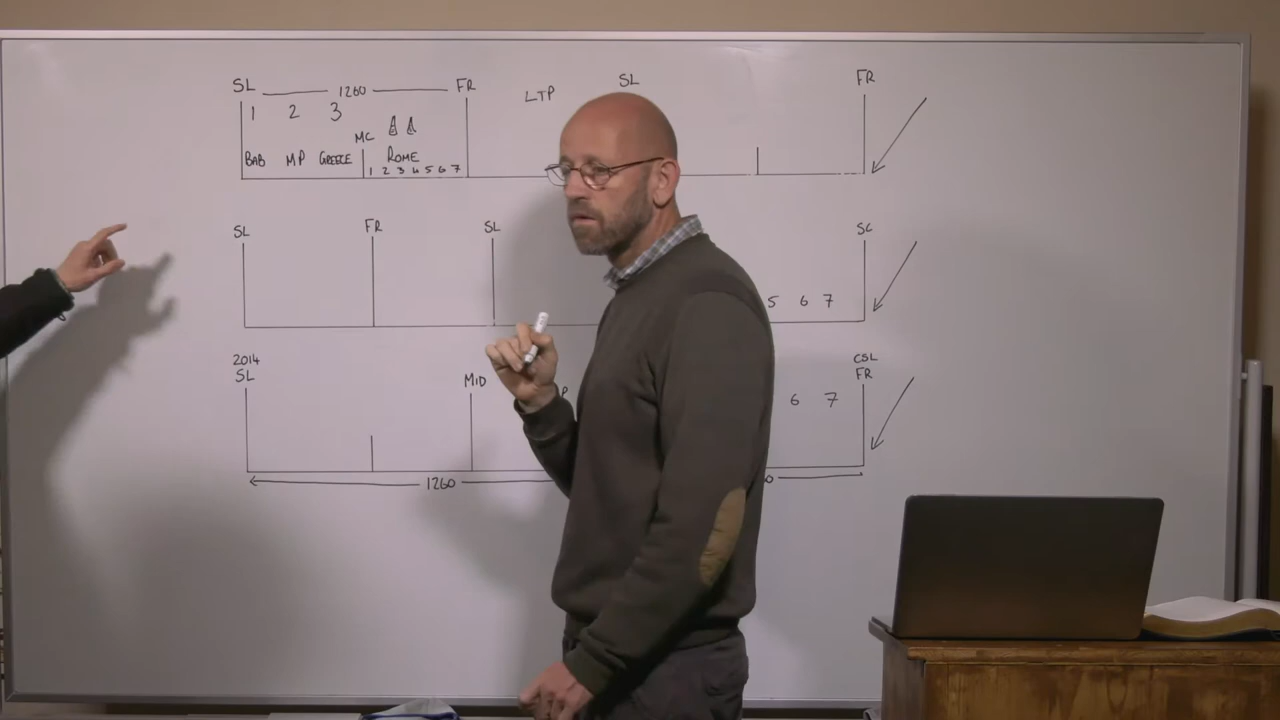 SL 1260 FR LTP SL FR
1 2 3
MC
BAB MP GREECE ROME
1 2 3 4 5 6 7
SL FR SL SC
5 6 7
2014 CSL
SL MID FR
6 7
1260